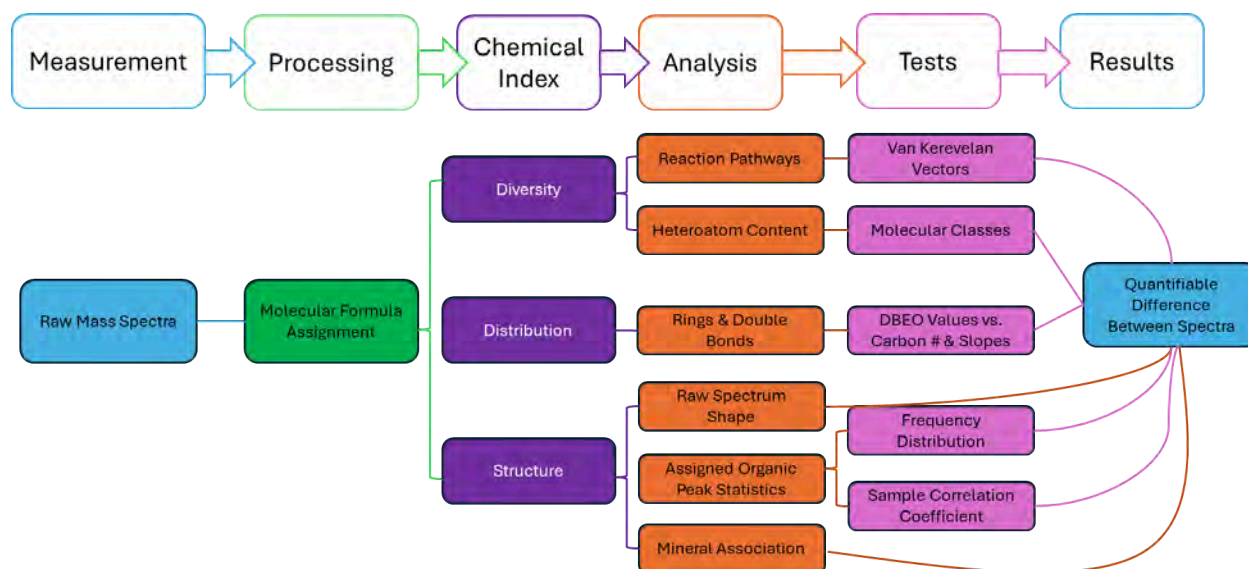 Measurement
Processing
Chemical
Index
Analysis
Tests
Results
Reaction Pathways
Van Kerevelan
Vectors
Diversity
Heteroatom Content
Molecular Classes
Raw Mass Spectra
Molecular Formula
Assignment
Distribution
Rings & Double
Bonds
DBEO Values vs.
Carbon # & Slopes
Quantifiable
Difference
Between Spectra
Raw Spectrum
Shape
Frequency
Distribution
Structure
Assigned Organic
Peak Statistics
Sample Correlation
Coefficient
Mineral Association